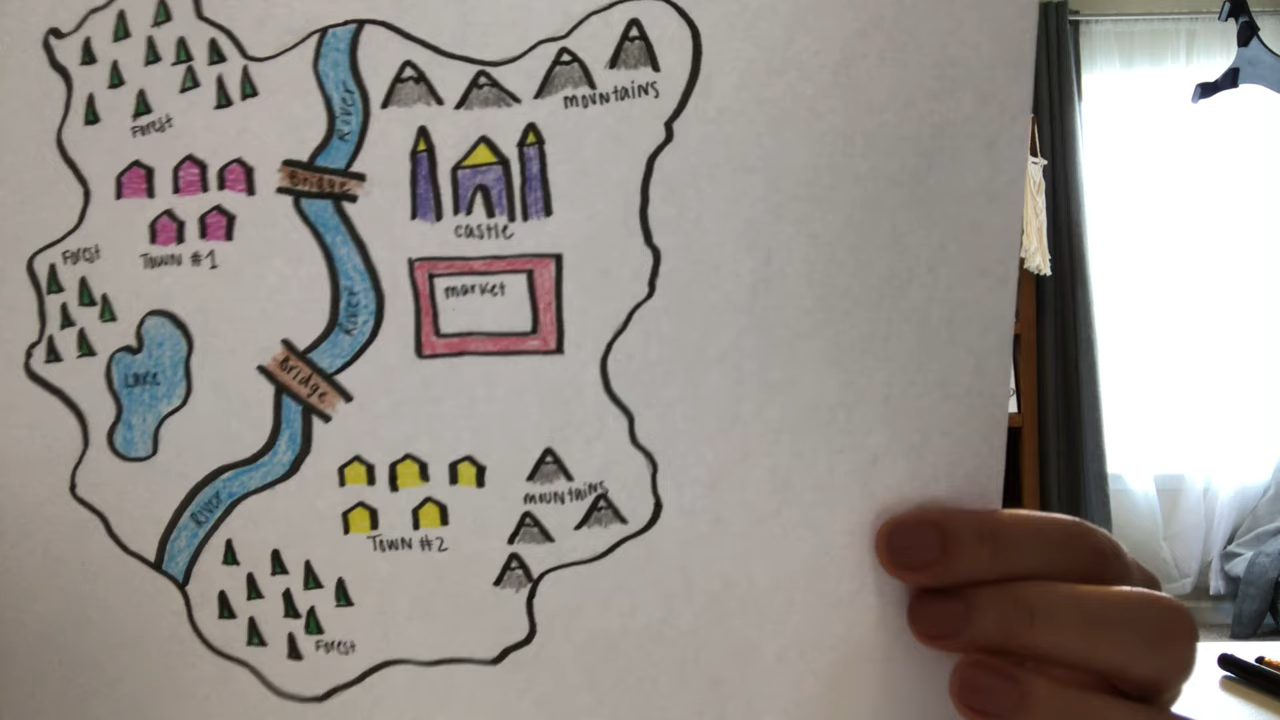 mountains
River
Forest
Bridge
castle
Forest
Town #1
market
River
Lake
Bridge
mountains
River
Town #2
Forest